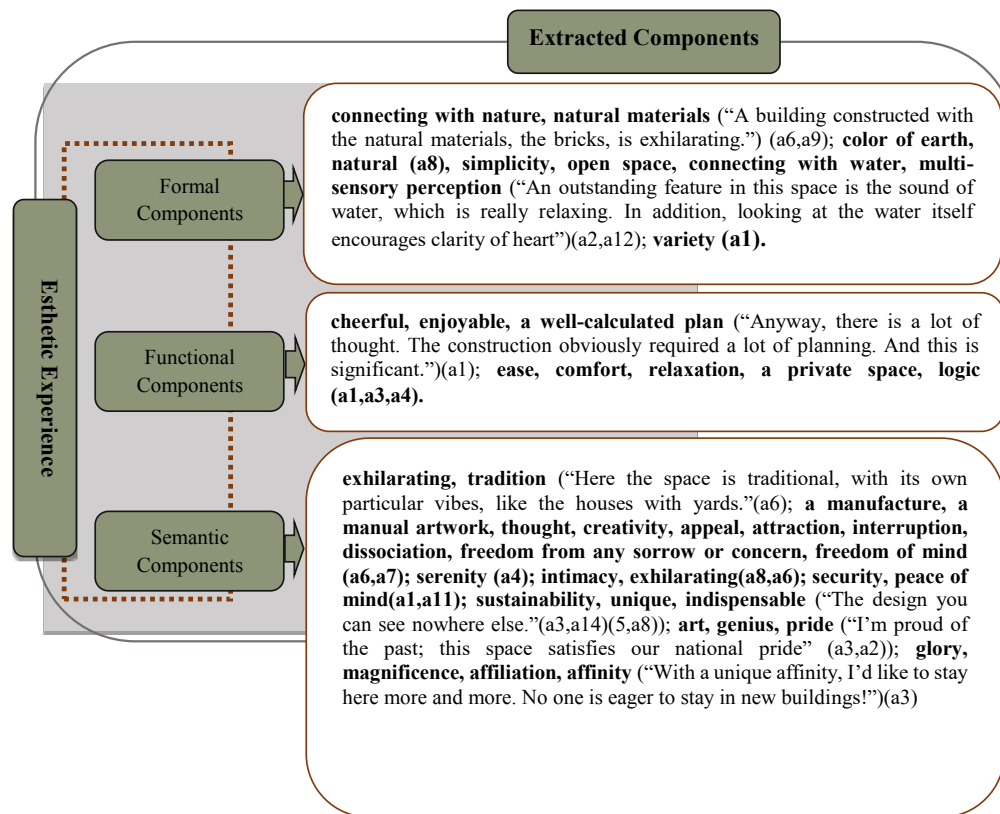 Extracted Components
Esthetic Experience
Formal
Components
connecting with nature, natural materials (“A building constructed with
the natural materials, the bricks, is exhilarating.”) (a6,a9); color of earth,
natural (a8), simplicity, open space, connecting with water, multi-
sensory perception (“An outstanding feature in this space is the sound of
water, which is really relaxing. In addition, looking at the water itself
encourages clarity of heart”)(a2,a12); variety (a1).
Functional
Components
cheerful, enjoyable, a well-calculated plan (“Anyway, there is a lot of
thought. The construction obviously required a lot of planning. And this is
significant.”)(a1); ease, comfort, relaxation, a private space, logic
(a1,a3,a4).
Semantic
Components
exhilarating, tradition (“Here the space is traditional, with its own
particular vibes, like the houses with yards.”(a6); a manufacture, a
manual artwork, thought, creativity, appeal, attraction, interruption,
dissociation, freedom from any sorrow or concern, freedom of mind
(a6,a7); serenity (a4); intimacy, exhilarating(a8,a6); security, peace of
mind(a1,a11); sustainability, unique, indispensable (“The design you
can see nowhere else.”(a3,a14)(5,a8)); art, genius, pride (“I’m proud of
the past; this space satisfies our national pride” (a3,a2)); glory,
magnificence, affiliation, affinity (“With a unique affinity, I’d like to stay
here more and more. No one is eager to stay in new buildings!”)(a3)